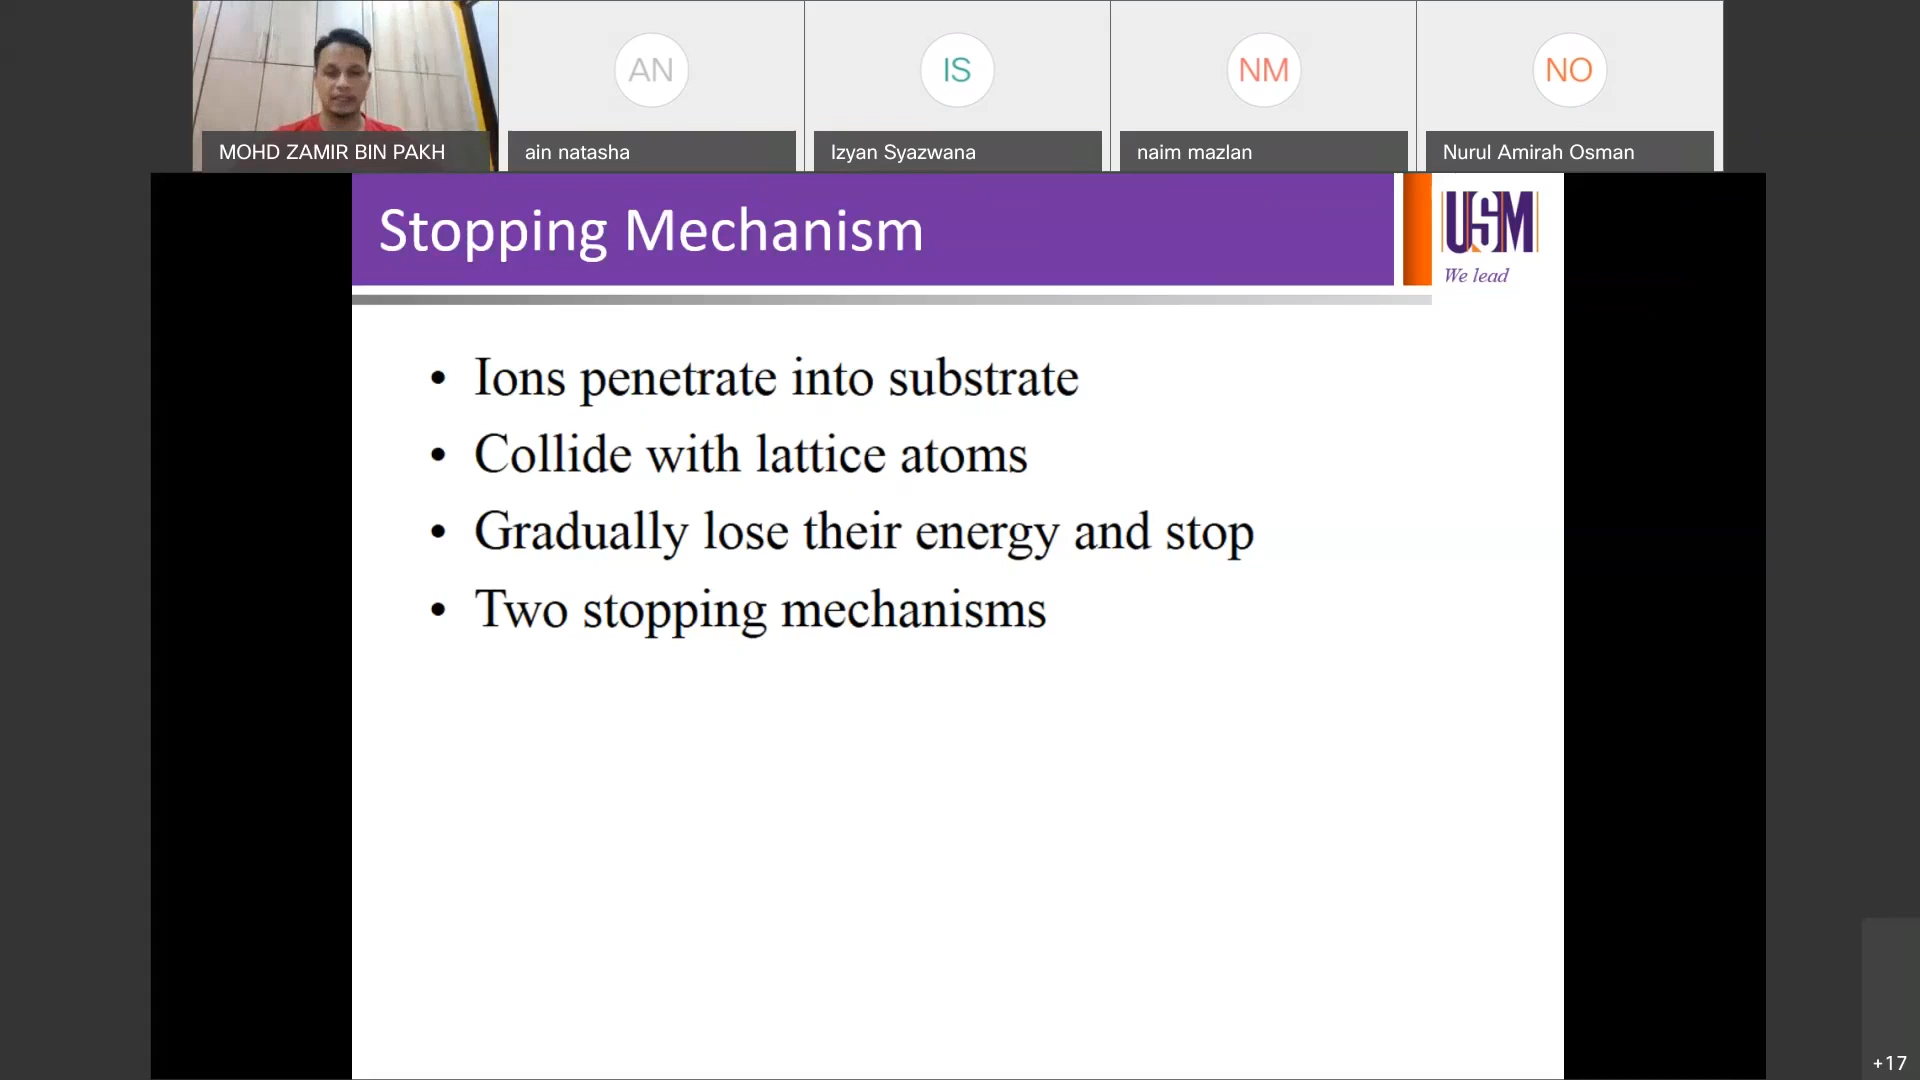 AN
IS
NM
NO
MOHD ZAMIR BIN PAKH
ain natasha
Izyan Syazwana
naim mazlan
Nurul Amirah Osman
Stopping Mechanism
USM
We lead
• Ions penetrate into substrate
• Collide with lattice atoms
• Gradually lose their energy and stop
• Two stopping mechanisms
+17